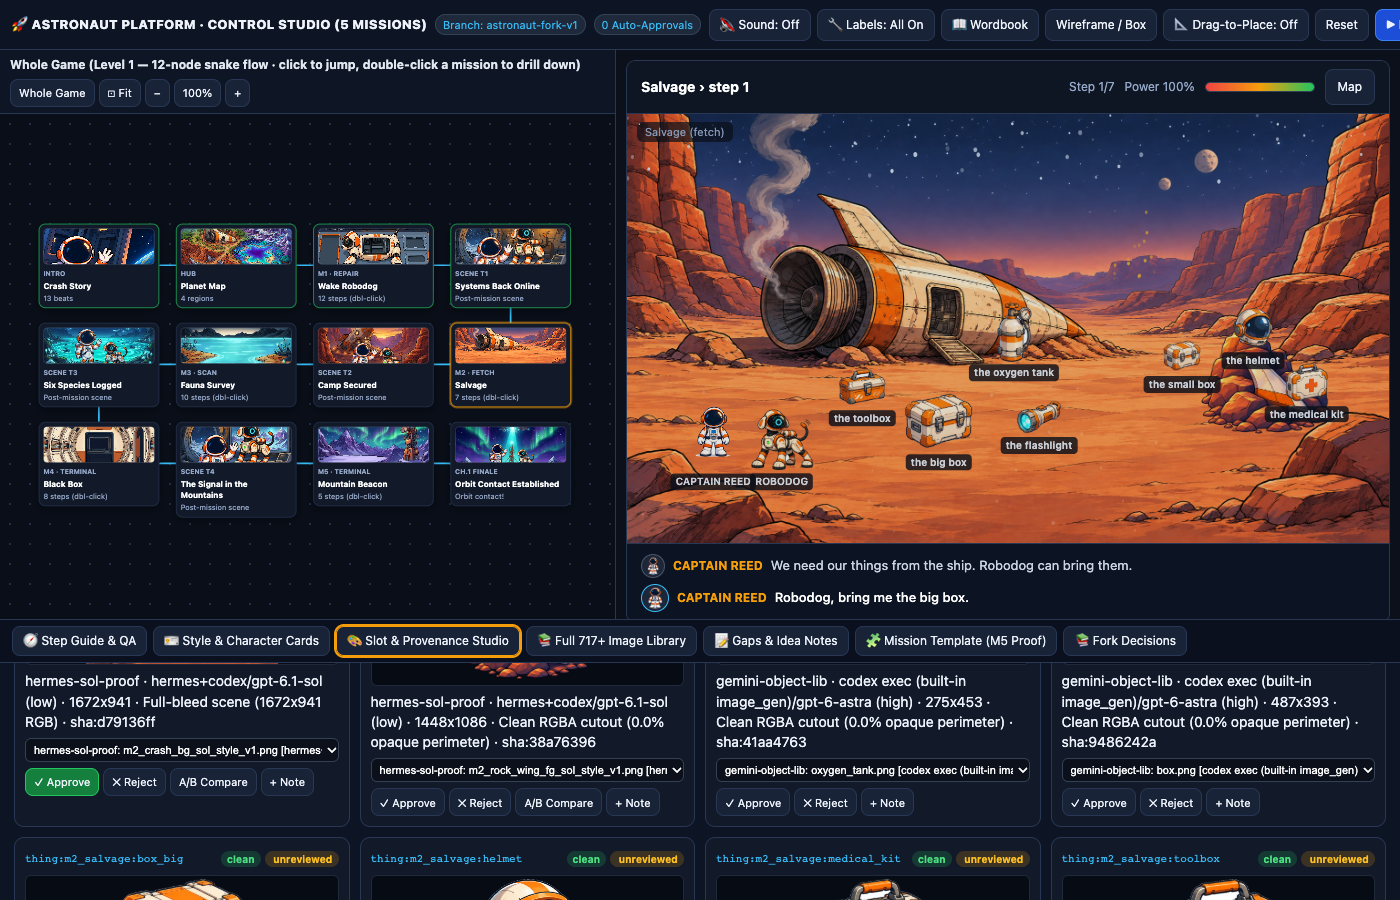 🚀 ASTRONAUT PLATFORM · CONTROL STUDIO (5 MISSIONS)
Branch: astronaut-fork-v1
0 Auto-Approvals
Sound: Off
Labels: All On
Wordbook
Wireframe / Box
Drag-to-Place: Off
Reset
Whole Game (Level 1 — 12-node snake flow · click to jump, double-click a mission to drill down)
Whole Game
Fit
−
100%
+
INTRO
Crash Story
13 beats
HUB
Planet Map
4 regions
M1 · REPAIR
Wake Robodog
12 steps (dbl-click)
SCENE T1
Systems Back Online
Post-mission scene
SCENE T3
Six Species Logged
Post-mission scene
M3 · SCAN
Fauna Survey
10 steps (dbl-click)
SCENE T2
Camp Secured
Post-mission scene
M2 · FETCH
Salvage
7 steps (dbl-click)
M4 · TERMINAL
Black Box
8 steps (dbl-click)
SCENE T4
The Signal in the
Mountains
Post-mission scene
M5 · TERMINAL
Mountain Beacon
5 steps (dbl-click)
CH.1 FINALE
Orbit Contact Established
Orbit contact!
Salvage › step 1
Step 1/7
Power 100%
Map
Salvage (fetch)
the oxygen tank
the helmet
the small box
the medical kit
the toolbox
the flashlight
the big box
CAPTAIN REED
ROBODOG
CAPTAIN REED We need our things from the ship. Robodog can bring them.
CAPTAIN REED Robodog, bring me the big box.
Step Guide & QA
Style & Character Cards
Slot & Provenance Studio
Full 717+ Image Library
Gaps & Idea Notes
Mission Template (M5 Proof)
Fork Decisions
hermes-sol-proof · hermes+codex/gpt-6.1-sol
(low) · 1672x941 · Full-bleed scene (1672x941
RGB) · sha:d79136ff
hermes-sol-proof: m2_crash_bg_sol_style_v1.png [hermes
✓ Approve
✕ Reject
A/B Compare
+ Note
hermes-sol-proof · hermes+codex/gpt-6.1-sol
(low) · 1448x1086 · Clean RGBA cutout (0.0%
opaque perimeter) · sha:38a76396
hermes-sol-proof: m2_rock_wing_fg_sol_style_v1.png [her
✓ Approve
✕ Reject
A/B Compare
+ Note
gemini-object-lib · codex exec (built-in
image_gen)/gpt-6-astra (high) · 275x453 ·
Clean RGBA cutout (0.0% opaque perimeter) ·
sha:41aa4763
gemini-object-lib: oxygen_tank.png [codex exec (built-in ima
✓ Approve
✕ Reject
+ Note
gemini-object-lib · codex exec (built-in
image_gen)/gpt-6-astra (high) · 487x393 ·
Clean RGBA cutout (0.0% opaque perimeter) ·
sha:9486242a
gemini-object-lib: box.png [codex exec (built-in image_gen)
✓ Approve
✕ Reject
+ Note
thing:m2_salvage:box_big
clean
unreviewed
thing:m2_salvage:helmet
clean
unreviewed
thing:m2_salvage:medical_kit
clean
unreviewed
thing:m2_salvage:toolbox
clean
unreviewed